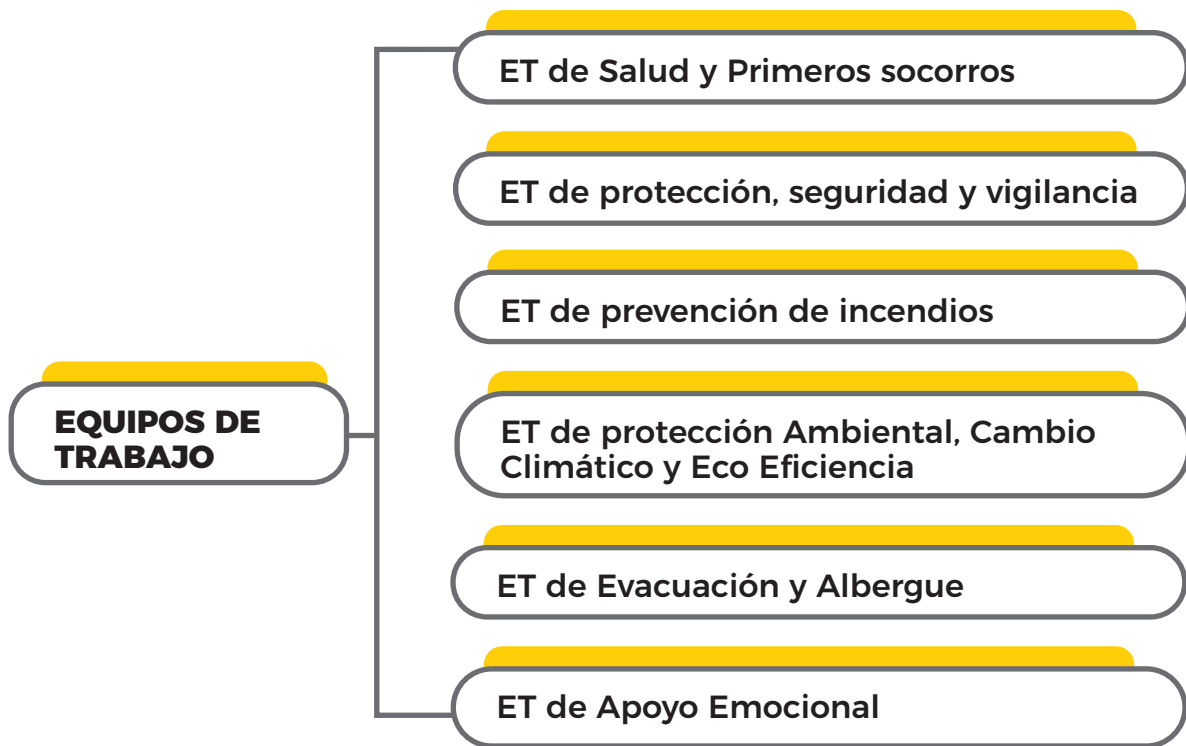 ET de Salud y Primeros socorros
ET de protección, seguridad y vigilancia
ET de prevención de incendios
EQUIPOS DE
TRABAJO
ET de protección Ambiental, Cambio
Climático y Eco Eficiencia
ET de Evacuación y Albergue
ET de Apoyo Emocional